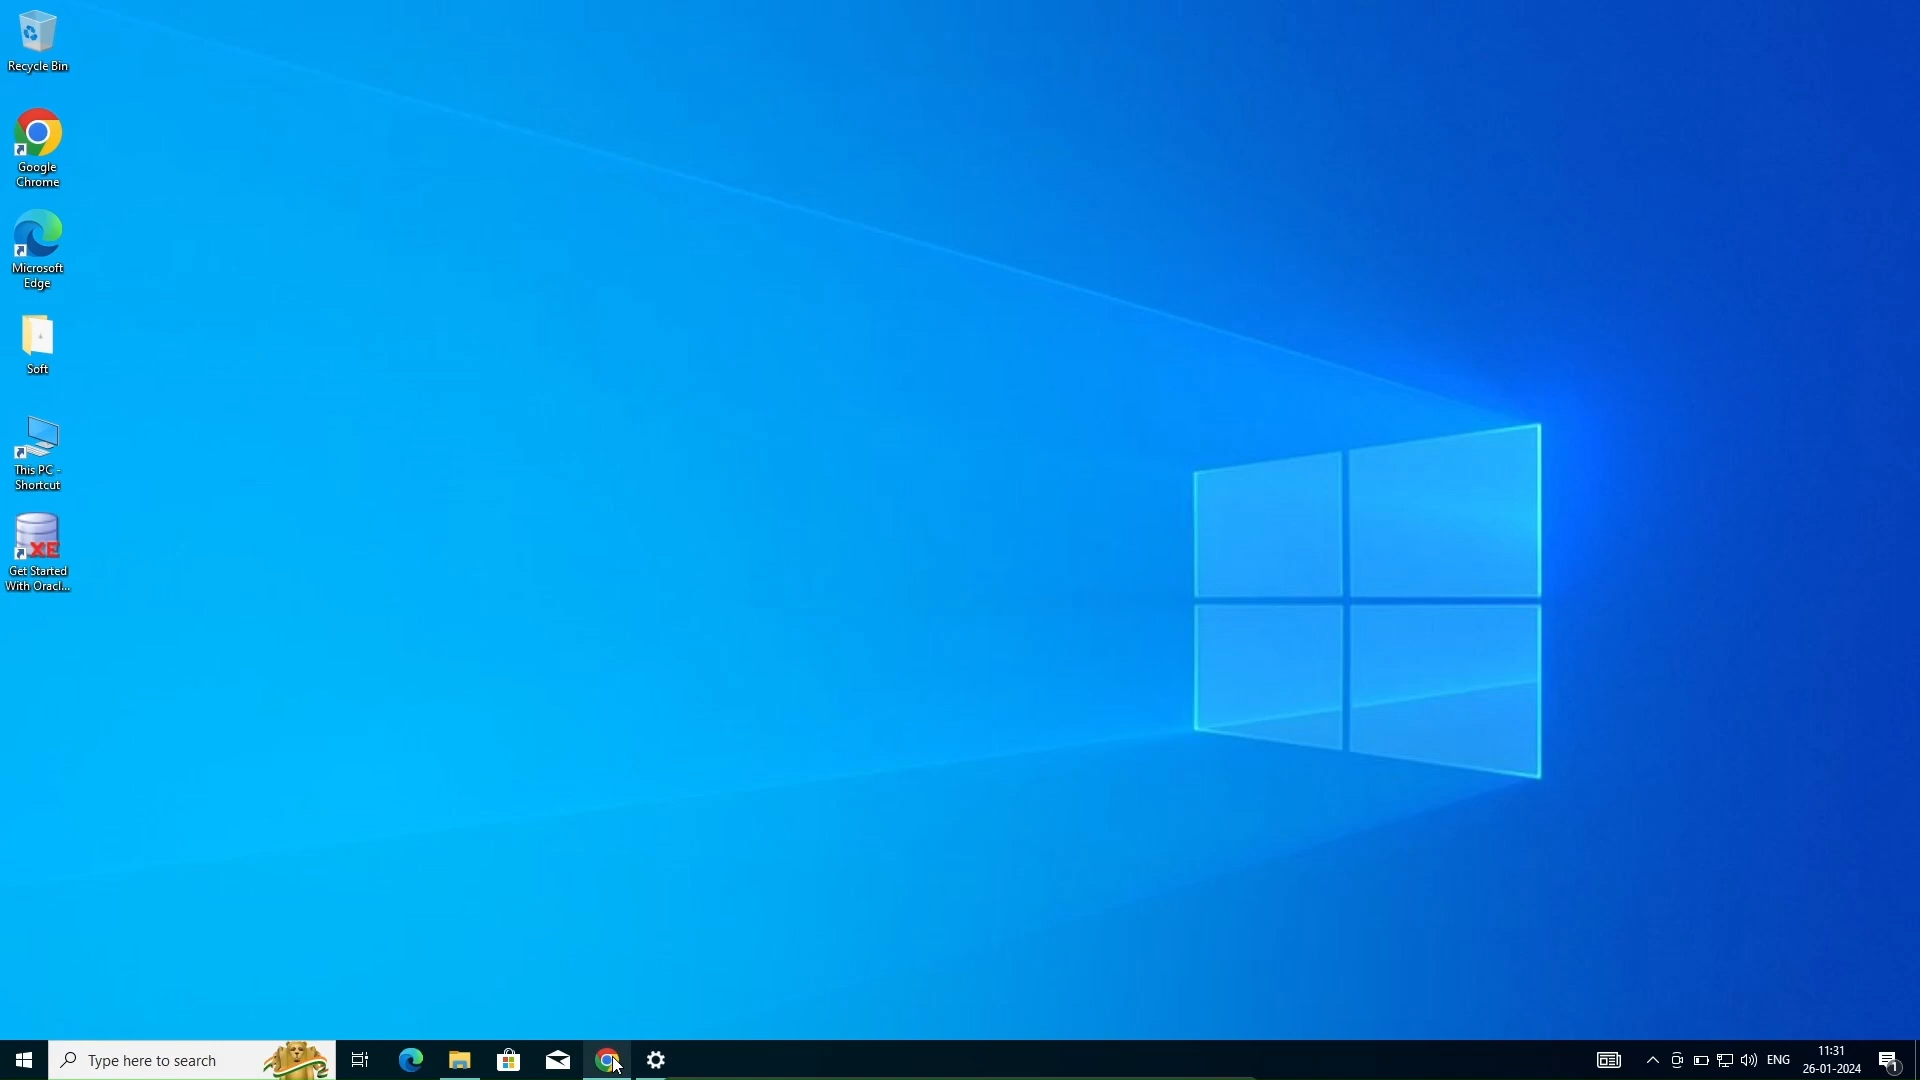 Recycle Bin
Google
Chrome
Microsoft
Edge
Soft
This PC -
Shortcut
XE
Get Started
With Oracl...
Type here to search
ENG
11:31
26-01-2024
1